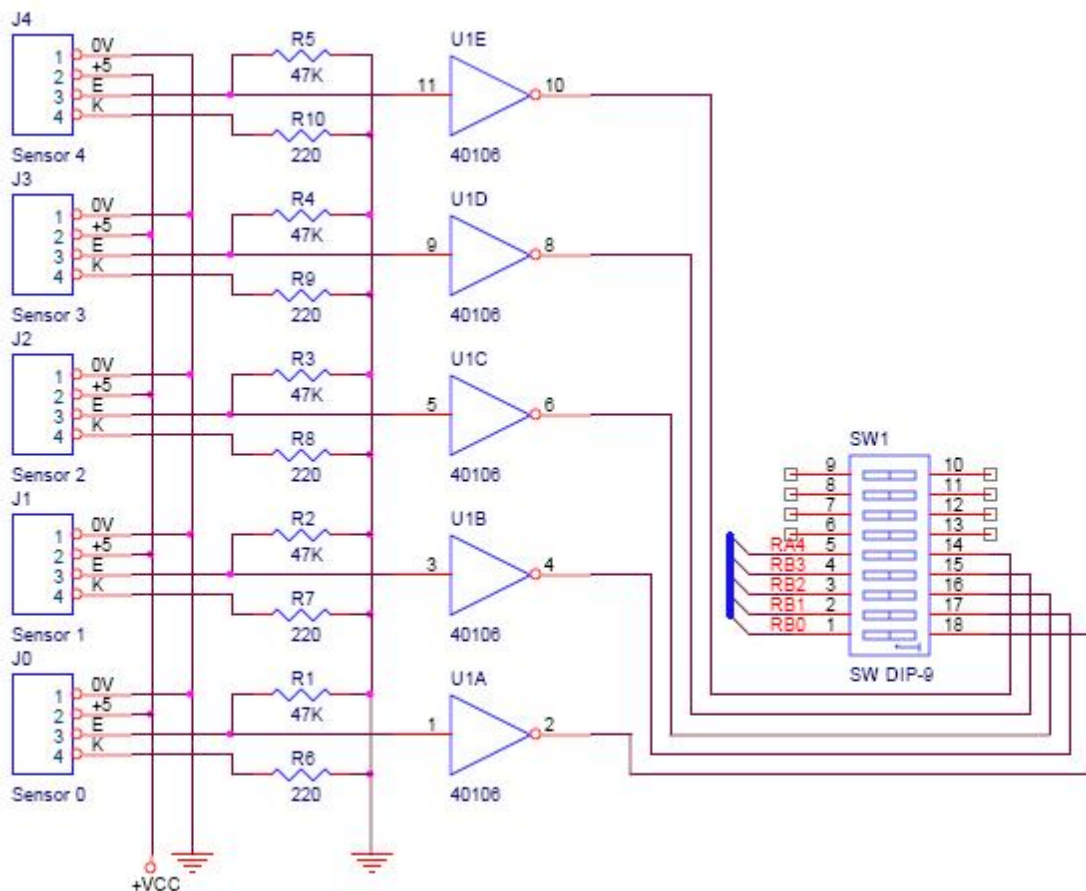 J4
1 0V
2 +5
3 E
4 K
Sensor 4
R5
47K
R10
220
U1E
11 10
40106
J3
1 0V
2 +5
3 E
4 K
Sensor 3
R4
47K
R9
220
U1D
9 8
40106
J2
1 0V
2 +5
3 E
4 K
Sensor 2
R3
47K
R8
220
U1C
5 6
40106
J1
1 0V
2 +5
3 E
4 K
Sensor 1
R2
47K
R7
220
U1B
3 4
40106
J0
1 0V
2 +5
3 E
4 K
Sensor 0
R1
47K
R6
220
U1A
1 2
40106
+VCC
SW1
9 10
8 11
7 12
6 13
RA4 5 14
RB3 4 15
RB2 3 16
RB1 2 17
RB0 1 18
SW DIP-9